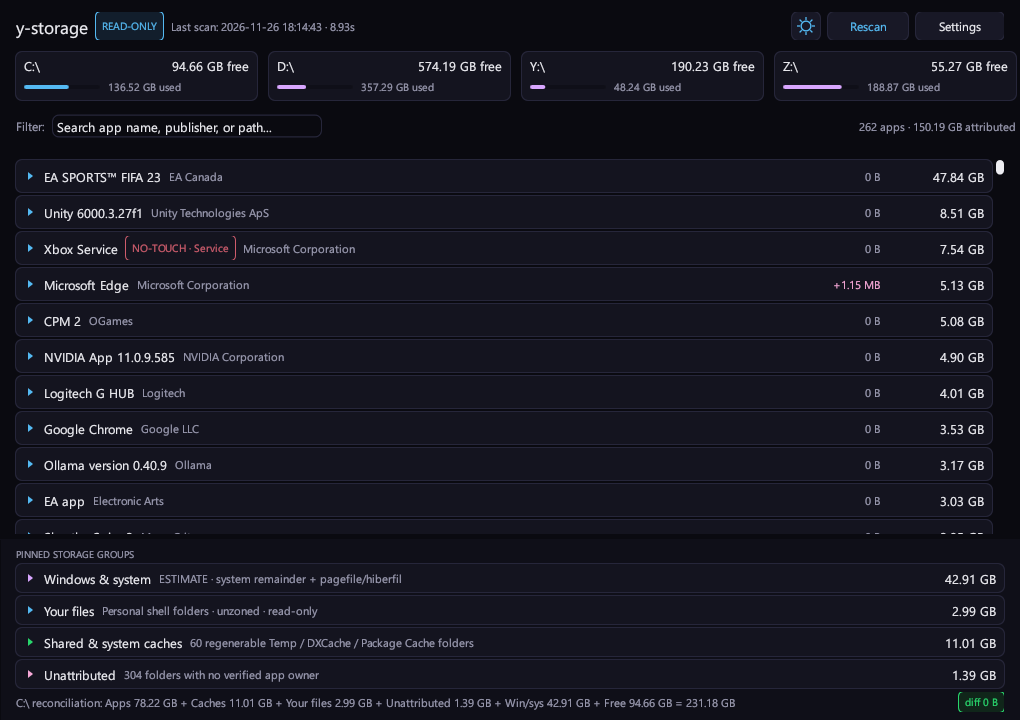 y-storage READ-ONLY Last scan: 2026-11-26 18:14:43 · 8.93s Rescan Settings
C:\ 94.66 GB free
136.52 GB used
D:\ 574.19 GB free
357.29 GB used
Y:\ 190.23 GB free
48.24 GB used
Z:\ 55.27 GB free
188.87 GB used
Filter: Search app name, publisher, or path... 262 apps · 150.19 GB attributed
EA SPORTS™ FIFA 23 EA Canada 0 B 47.84 GB
Unity 6000.3.27f1 Unity Technologies ApS 0 B 8.51 GB
Xbox Service NO-TOUCH · Service Microsoft Corporation 0 B 7.54 GB
Microsoft Edge Microsoft Corporation +1.15 MB 5.13 GB
CPM 2 OGames 0 B 5.08 GB
NVIDIA App 11.0.9.585 NVIDIA Corporation 0 B 4.90 GB
Logitech G HUB Logitech 0 B 4.01 GB
Google Chrome Google LLC 0 B 3.53 GB
Ollama version 0.40.9 Ollama 0 B 3.17 GB
EA app Electronic Arts 0 B 3.03 GB
PINNED STORAGE GROUPS
Windows & system ESTIMATE · system remainder + pagefile/hiberfil 42.91 GB
Your files Personal shell folders · unzoned · read-only 2.99 GB
Shared & system caches 60 regenerable Temp / DXCache / Package Cache folders 11.01 GB
Unattributed 304 folders with no verified app owner 1.39 GB
C:\ reconciliation: Apps 78.22 GB + Caches 11.01 GB + Your files 2.99 GB + Unattributed 1.39 GB + Win/sys 42.91 GB + Free 94.66 GB = 231.18 GB diff 0 B